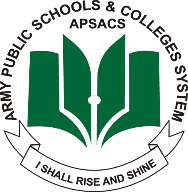 ARMY PUBLIC SCHOOLS & COLLEGES SYSTEM
APSACS
I SHALL RISE AND SHINE